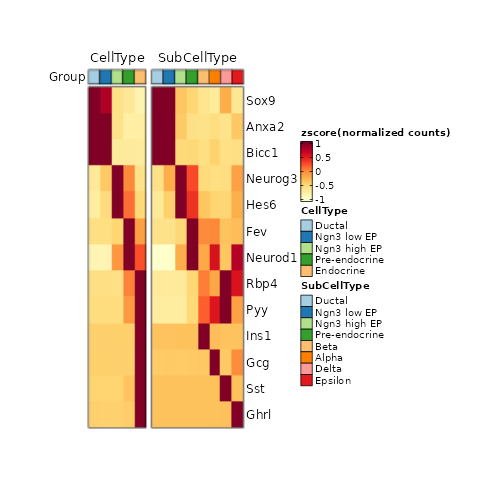 CellType SubCellType
Group
Sox9
Anxa2
Bicc1
Neurog3
Hes6
Fev
Neurod1
Rbp4
Pyy
Ins1
Gcg
Sst
Ghrl
zscore(normalized counts)
1
0.5
0
-0.5
-1
CellType
Ductal
Ngn3 low EP
Ngn3 high EP
Pre-endocrine
Endocrine
SubCellType
Ductal
Ngn3 low EP
Ngn3 high EP
Pre-endocrine
Beta
Alpha
Delta
Epsilon